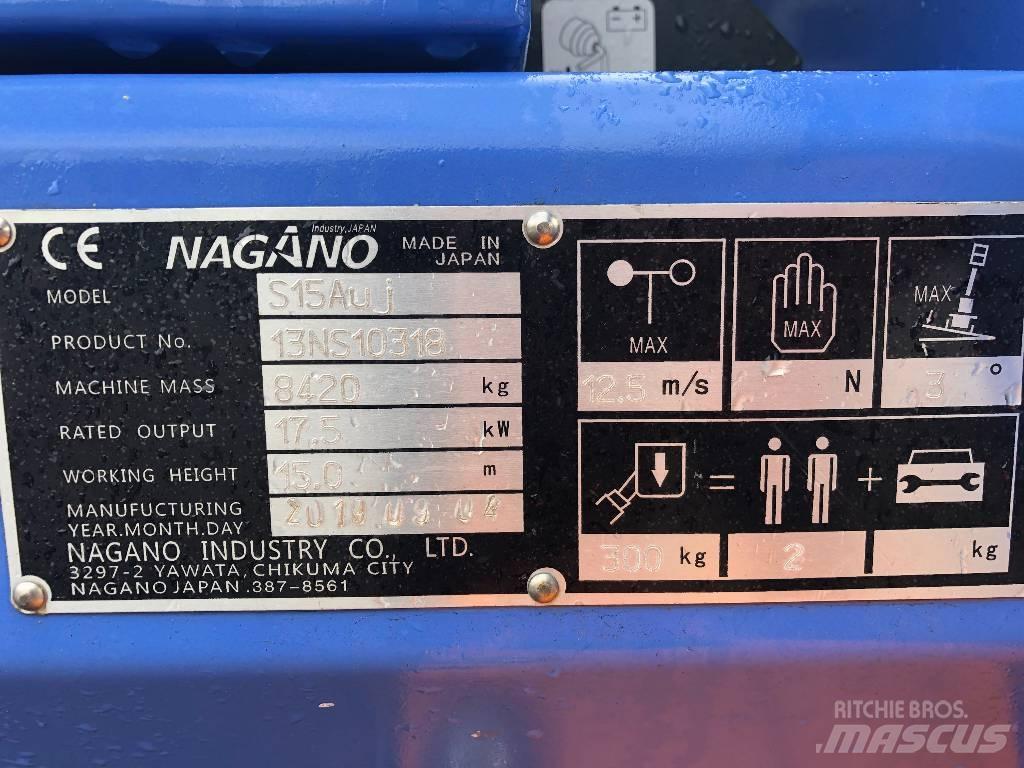 CE NAGANO Industry,JAPAN MADE IN JAPAN
MODEL S15Auj
PRODUCT No. 13NS10318
MACHINE MASS 8420 kg
RATED OUTPUT 17.5 kW
WORKING HEIGHT 15.0 m
MANUFUCTURING
YEAR.MONTH.DAY
NAGANO INDUSTRY CO., LTD.
3297-2 YAWATA, CHIKUMA CITY
NAGANO JAPAN .387-8561
MAX
12.5 m/s
MAX
N
MAX
3 °
= +
300 kg
2
kg
RITCHIE BROS.
MASCUS